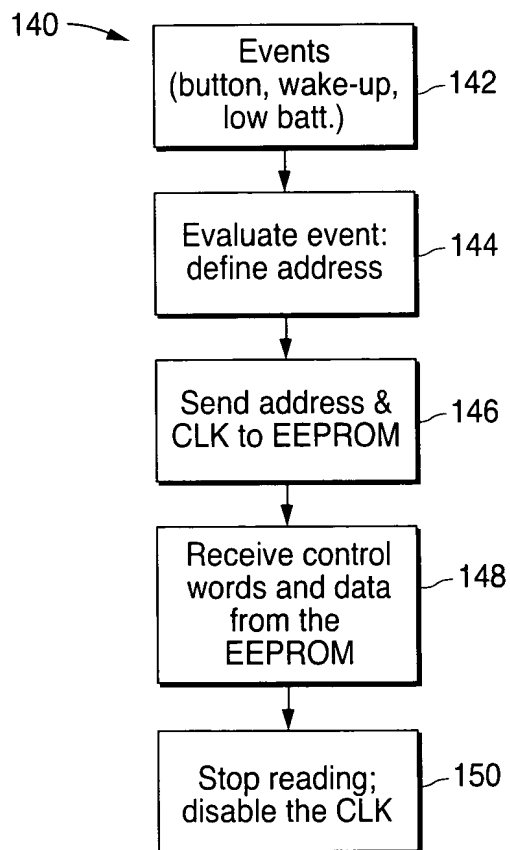 140
Events
(button, wake-up,
low batt.)
142
Evaluate event:
define address
144
Send address &
CLK to EEPROM
146
Receive control
words and data
from the
EEPROM
148
Stop reading;
disable the CLK
150